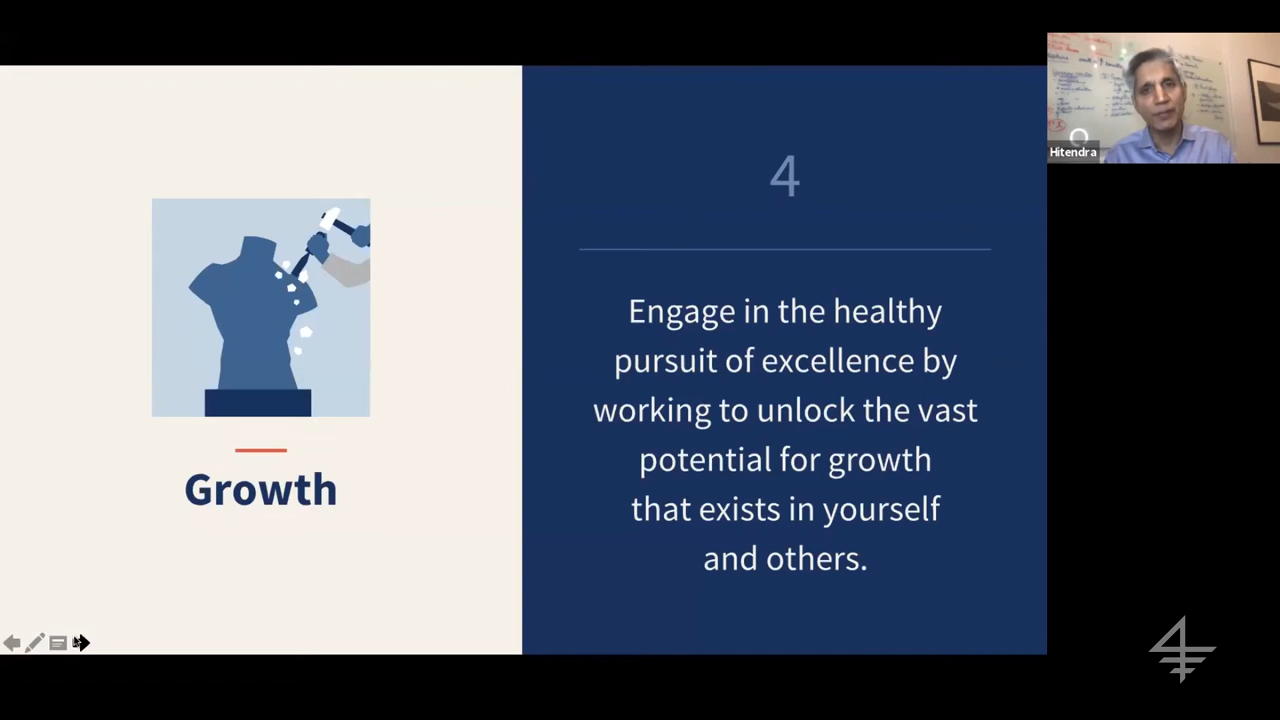 4
Engage in the healthy
pursuit of excellence by
working to unlock the vast
potential for growth
that exists in yourself
and others.
Growth
Hitendra